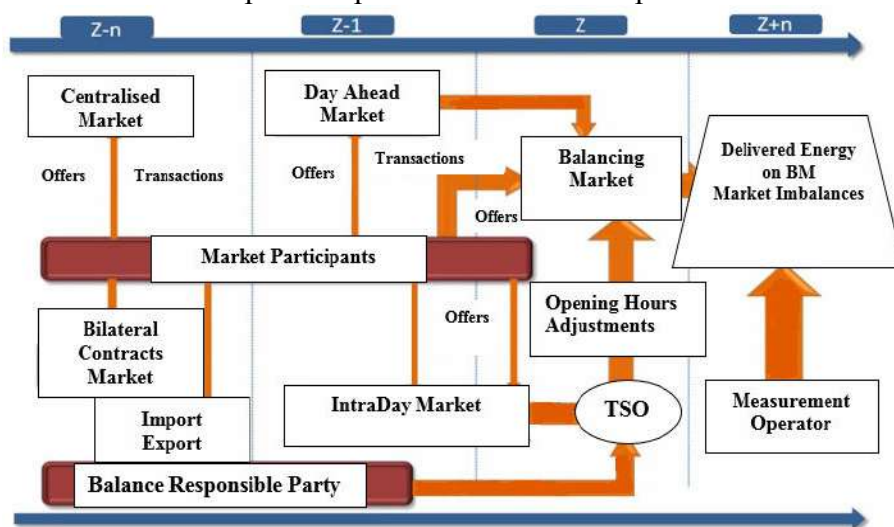 Z-n
Z-1
Z
Z+n
Centralised
Market
Day Ahead
Market
Offers
Transactions
Offers
Transactions
Balancing
Market
Delivered Energy
on BM
Market Imbalances
Offers
Market Participants
Bilateral
Contracts
Market
Offers
Opening Hours
Adjustments
Import
Export
IntraDay Market
TSO
Measurement
Operator
Balance Responsible Party